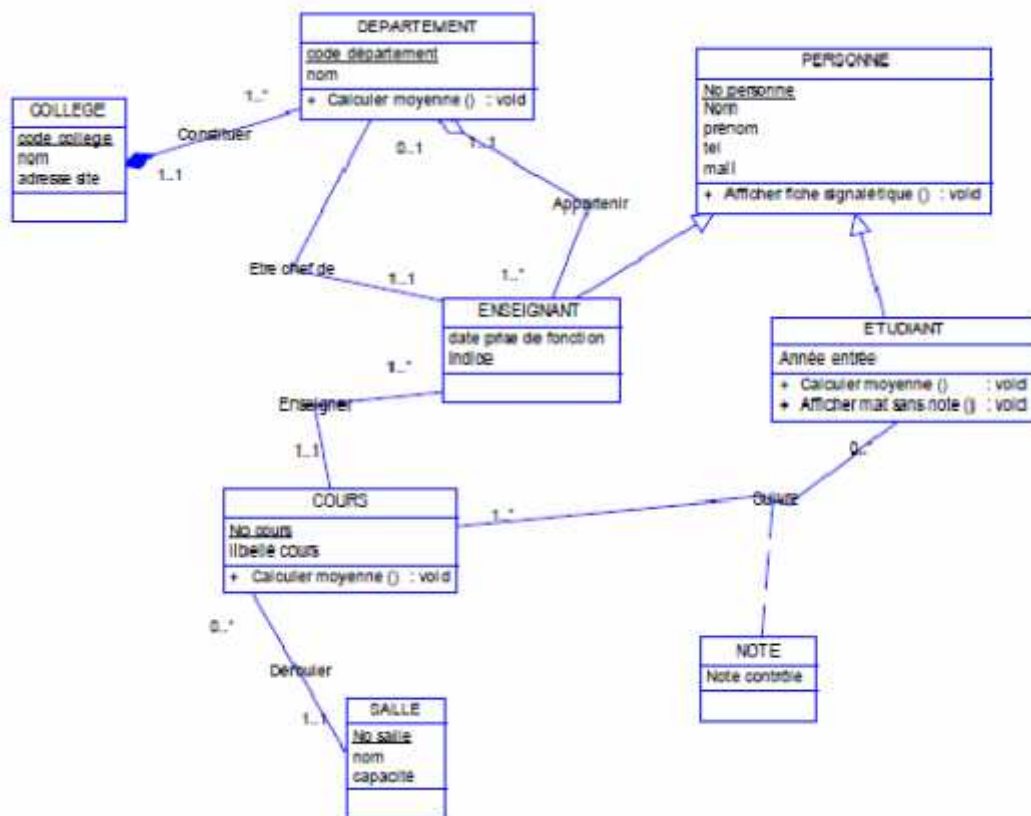 DEPARTEMENT
code département
nom
+ Calculer moyenne () : void
PERSONNE
No personne
Nom
prénom
tel
mail
+ Afficher fiche signalétique () : void
COLLEGE
code college
nom
adresse site
1..*
Constituer
1..1
0..1
1..1
Appartenir
Etre chef de
1..1
1..*
ENSEIGNANT
date prise de fonction
Indice
ETUDIANT
Année entrée
+ Calculer moyenne () : void
+ Afficher mat sans note () : void
1..*
Enseigner
1..1
0..*
Suivre
1..*
COURS
No cours
libellé cours
+ Calculer moyenne () : void
0..*
Dérouler
1..1
NOTE
Note contrôle
SALLE
No salle
nom
capacité